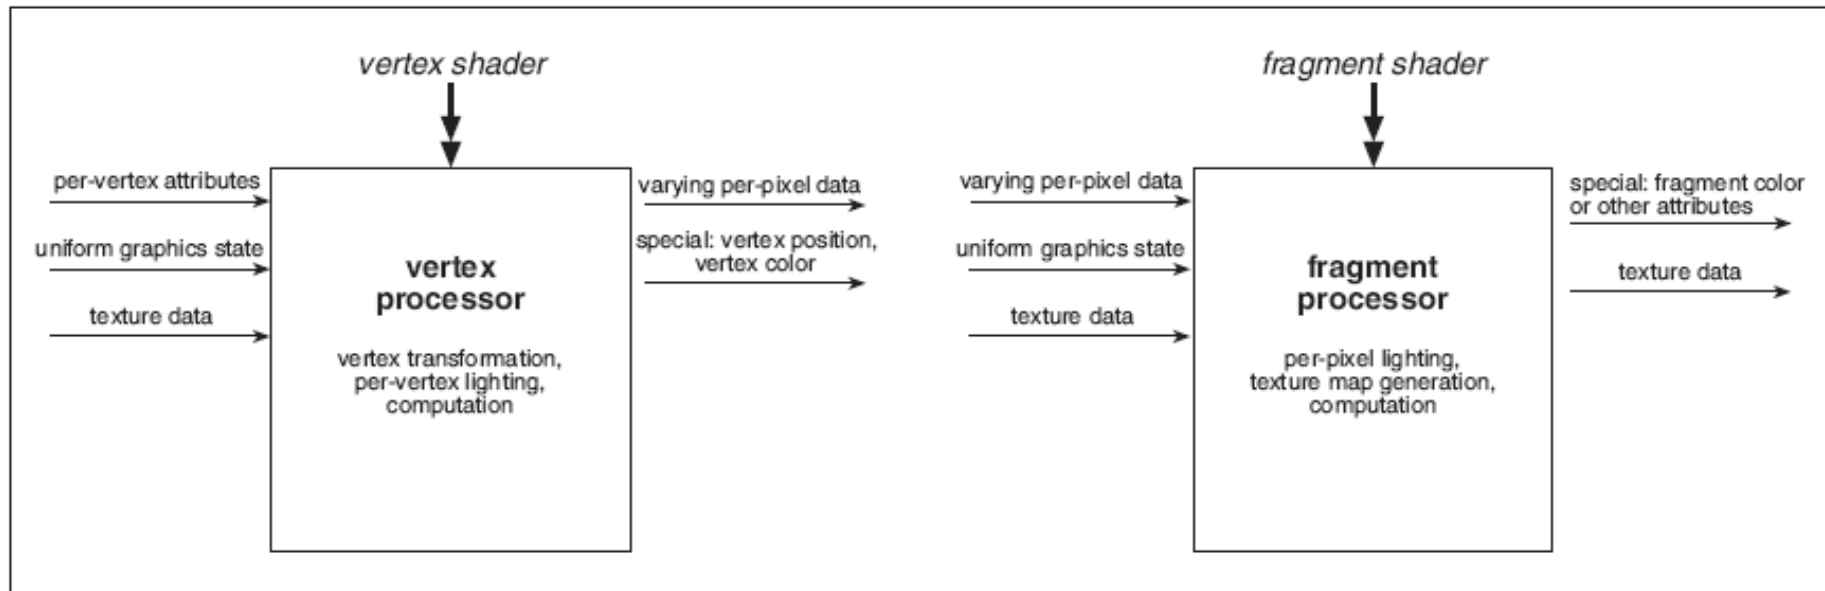 vertex shader
per-vertex attributes
uniform graphics state
texture data
vertex
processor
vertex transformation,
per-vertex lighting,
computation
varying per-pixel data
special: vertex position,
vertex color
fragment shader
varying per-pixel data
uniform graphics state
texture data
fragment
processor
per-pixel lighting,
texture map generation,
computation
special: fragment color
or other attributes
texture data